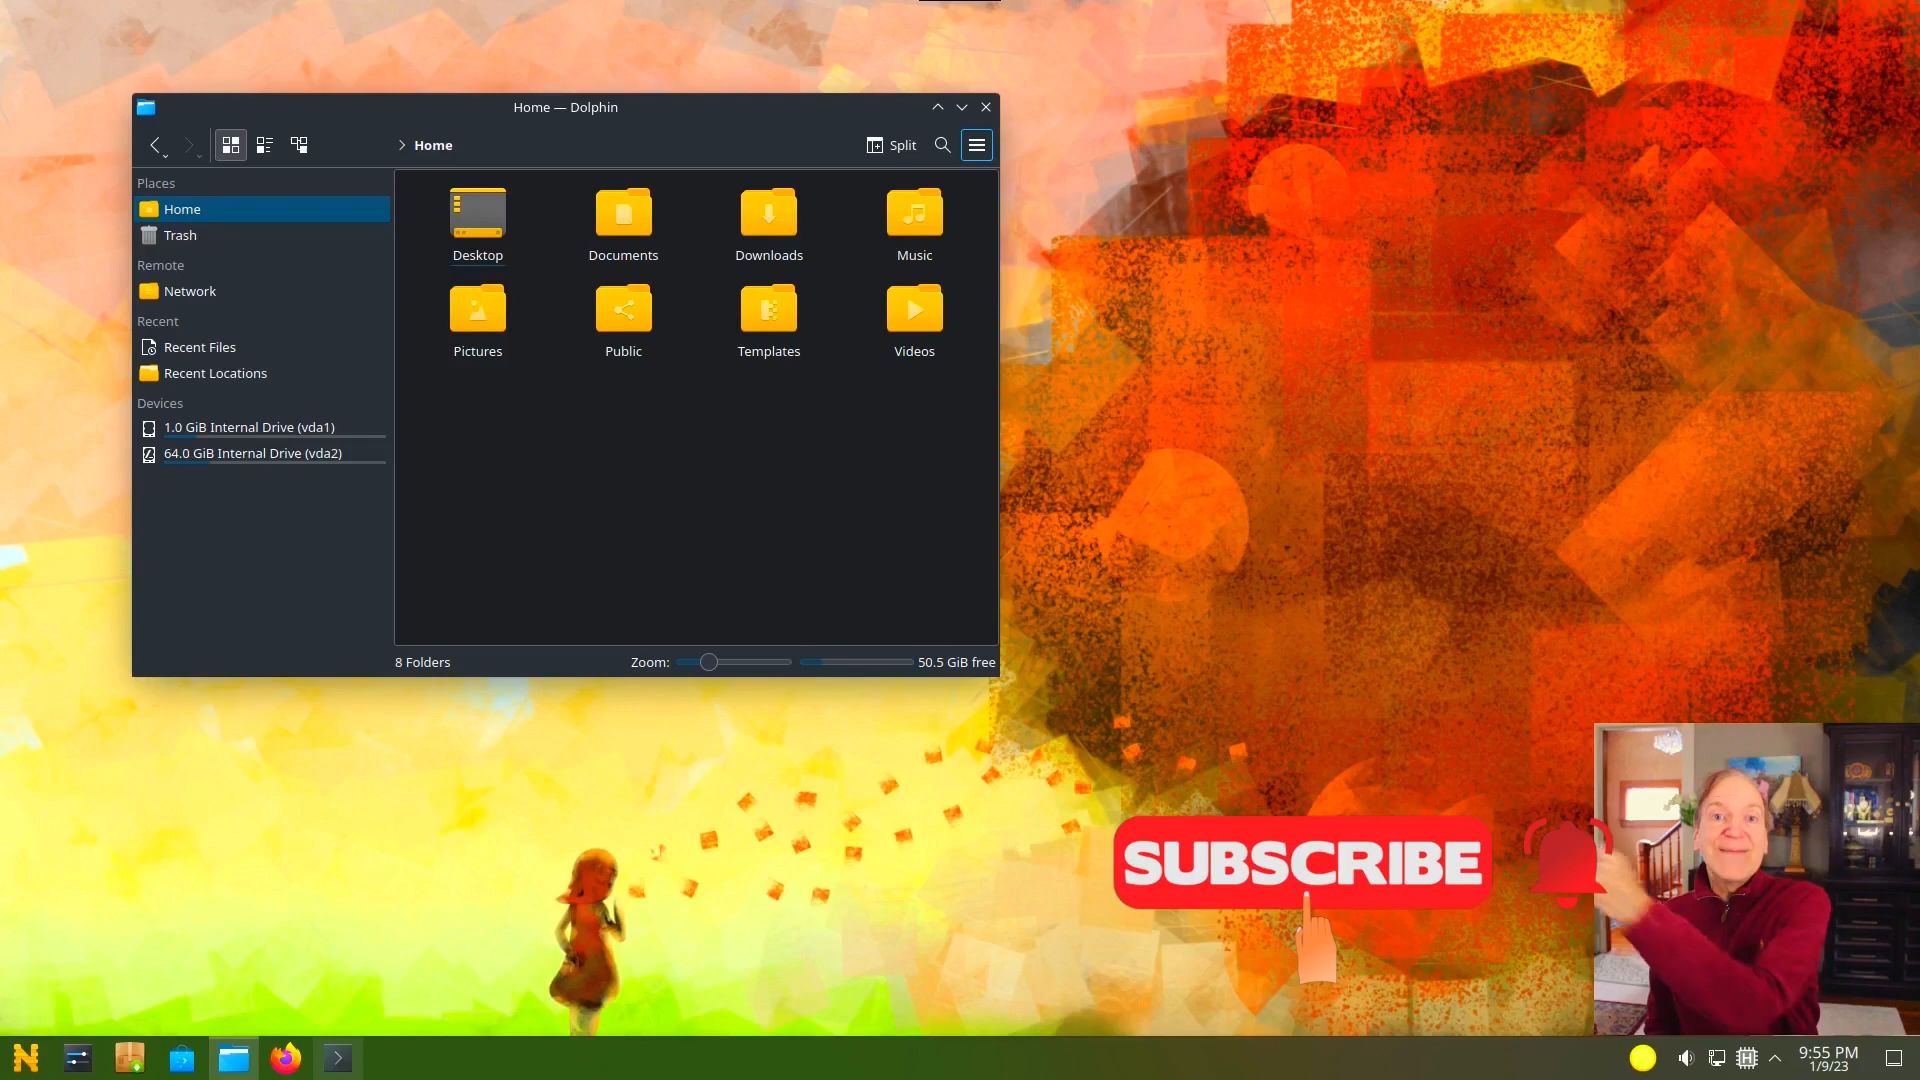 Home — Dolphin
Home
Split
Places
Home
Trash
Remote
Network
Recent
Recent Files
Recent Locations
Devices
1.0 GiB Internal Drive (vda1)
64.0 GiB Internal Drive (vda2)
Desktop
Documents
Downloads
Music
Pictures
Public
Templates
Videos
8 Folders
Zoom:
50.5 GiB free
SUBSCRIBE
N
H
9:55 PM
1/9/23